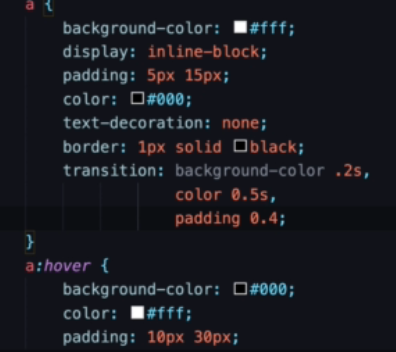 a {
background-color: #fff;
display: inline-block;
padding: 5px 15px;
color: #000;
text-decoration: none;
border: 1px solid black;
transition: background-color .2s,
color 0.5s,
padding 0.4;
}
a:hover {
background-color: #000;
color: #fff;
padding: 10px 30px;